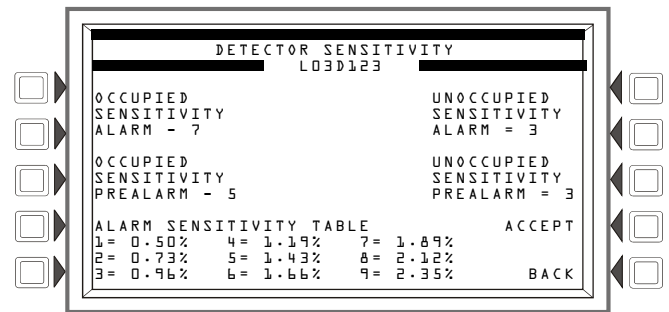 DETECTOR SENSITIVITY
L03D123
OCCUPIED UNOCCUPIED
SENSITIVITY SENSITIVITY
ALARM - 7 ALARM = 3
OCCUPIED UNOCCUPIED
SENSITIVITY SENSITIVITY
PREALARM - 5 PREALARM = 3
ALARM SENSITIVITY TABLE ACCEPT
1= 0.50% 4= 1.19% 7= 1.89%
2= 0.73% 5= 1.43% 8= 2.12%
3= 0.96% 6= 1.66% 9= 2.35% BACK